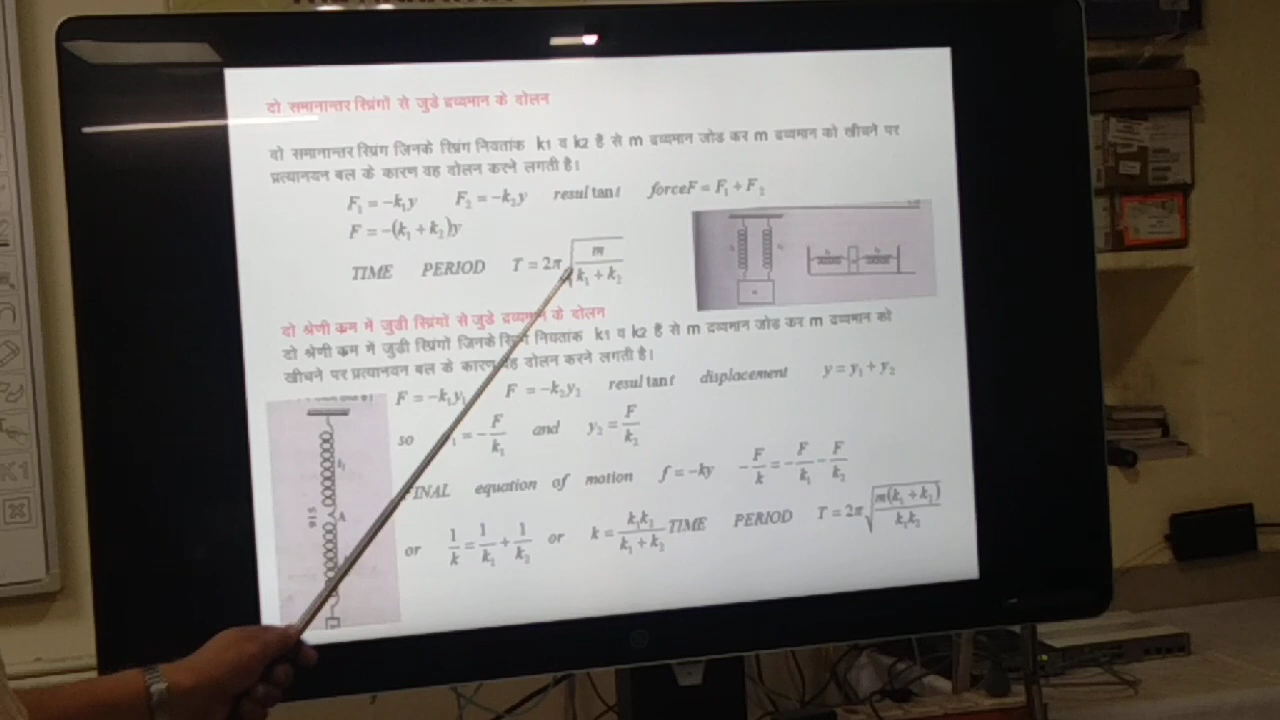 दो समानान्तर स्प्रिंगों से जुडे द्रव्यमान के दोलन
दो समानान्तर स्प्रिंग जिनके स्प्रिंग नियतांक k1 व k2 है से m द्रव्यमान जोड कर m द्रव्यमान को खीचने पर
प्रत्यानयन बल के कारण वह दोलन करने लगती है।
F₁ = −k₁y F₂ = −k₂y resultant forceF = F₁ + F₂
F = −(k₁ + k₂)y
TIME PERIOD T = 2π √(m / (k₁ + k₂))
दो श्रेणी क्रम में जुडी स्प्रिंगों से जुडे द्रव्यमान के दोलन
दो श्रेणी क्रम में जुडी स्प्रिंगों जिनके नियतांक k1 व k2 है से m द्रव्यमान जोड कर m द्रव्यमान को
खीचने पर प्रत्यानयन बल के कारण वह दोलन करने लगती है।
F = −k₁y₁ F = −k₂y₂ resultant displacement y = y₁ + y₂
so = −F/k₁ and y₂ = F/k₂
FINAL equation of motion f = −ky −F/k = −F/k₁ − F/k₂
or 1/k = 1/k₁ + 1/k₂ or k = k₁k₂/(k₁ + k₂) TIME PERIOD T = 2π √(m(k₁ + k₂)/k₁k₂)
k₁
A
K1